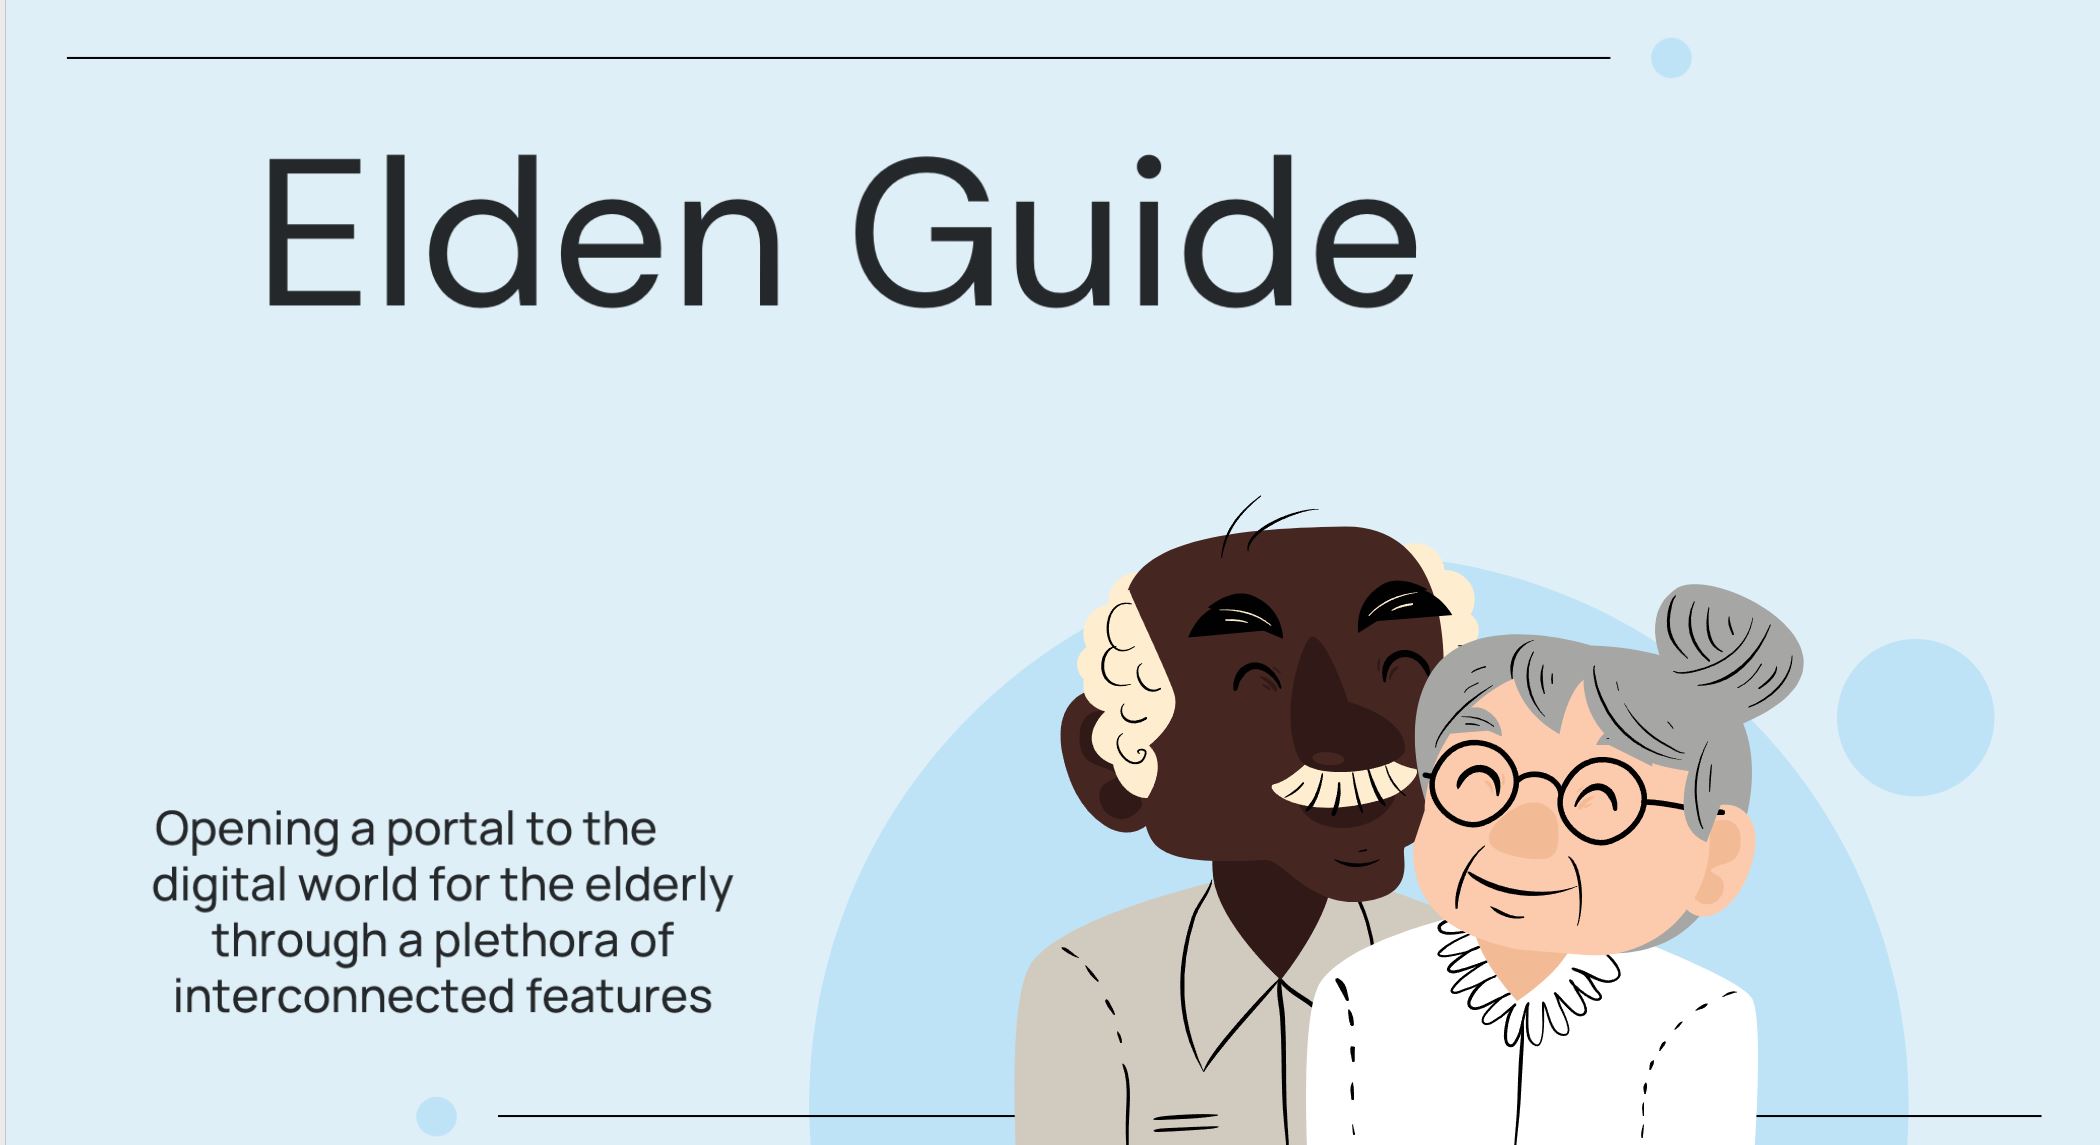 Elden Guide
Opening a portal to the
digital world for the elderly
through a plethora of
interconnected features